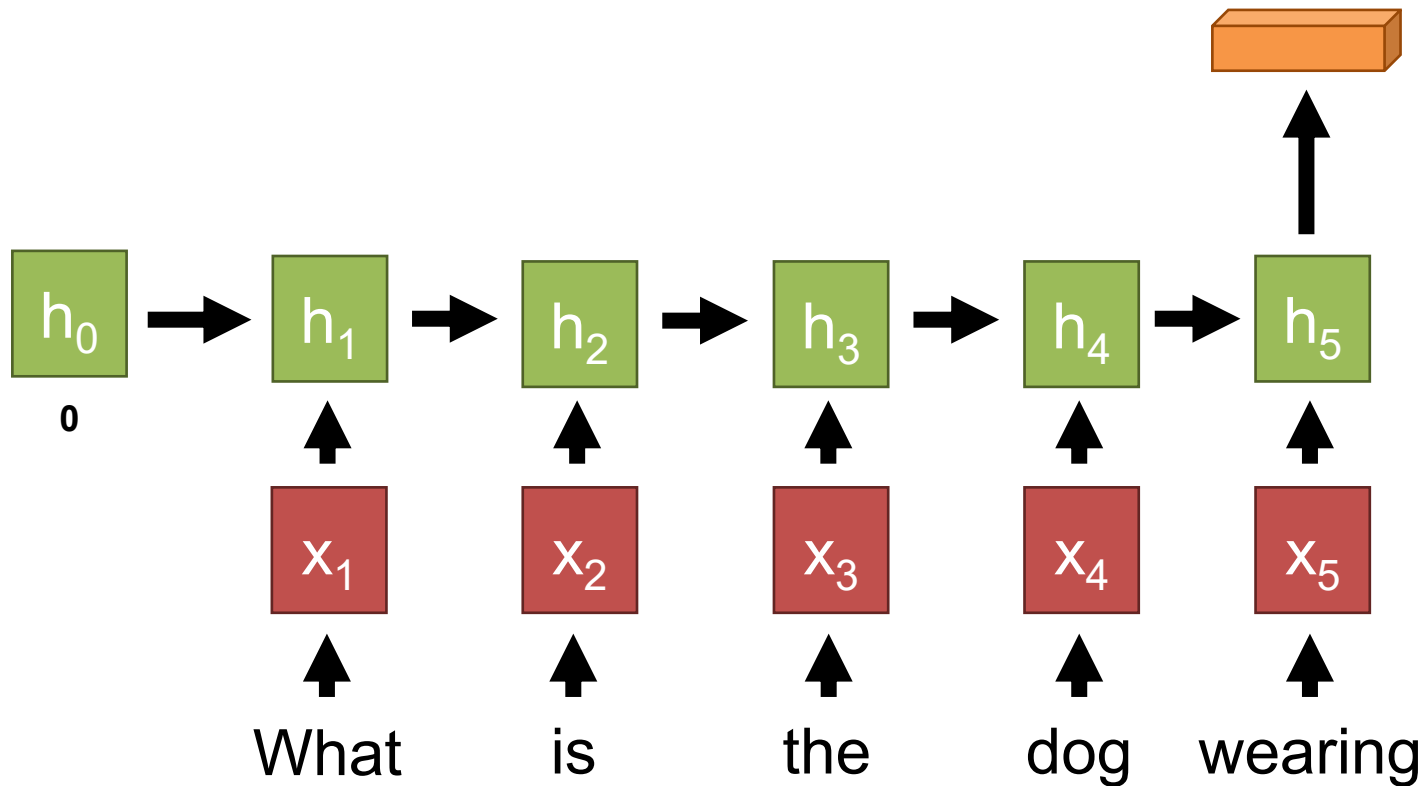 h₀ h₁ h₂ h₃ h₄ h₅
0
x₁ x₂ x₃ x₄ x₅
What is the dog wearing